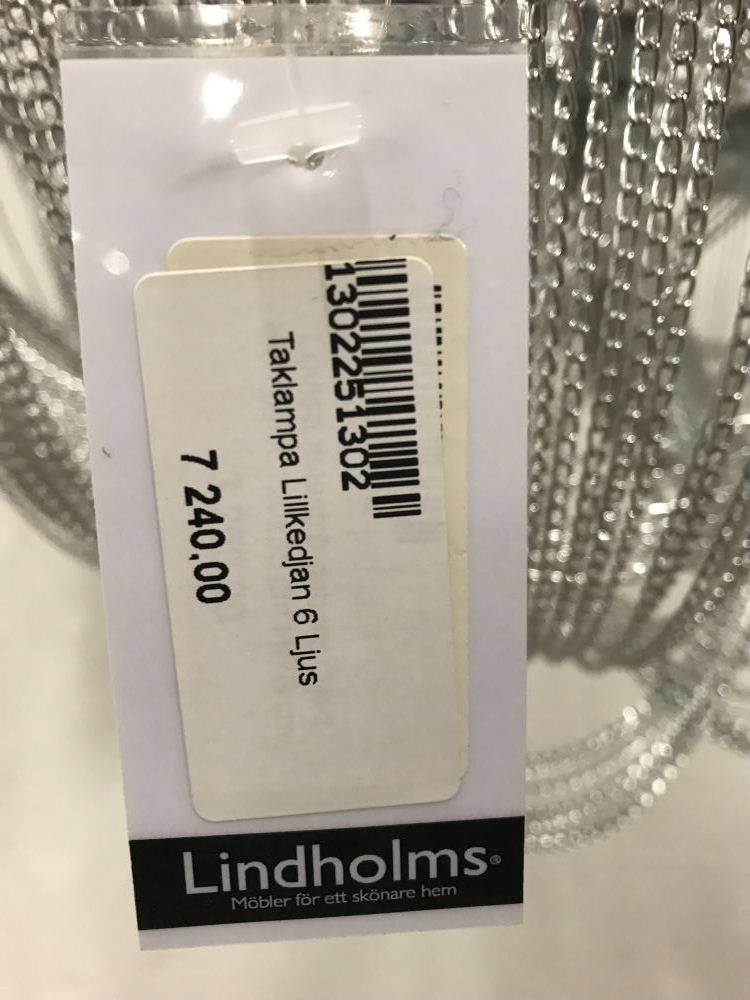 1302251302
Taklampa Lillkedjan 6 Ljus
7 240,00
Lindholms®
Möbler för ett skönare hem